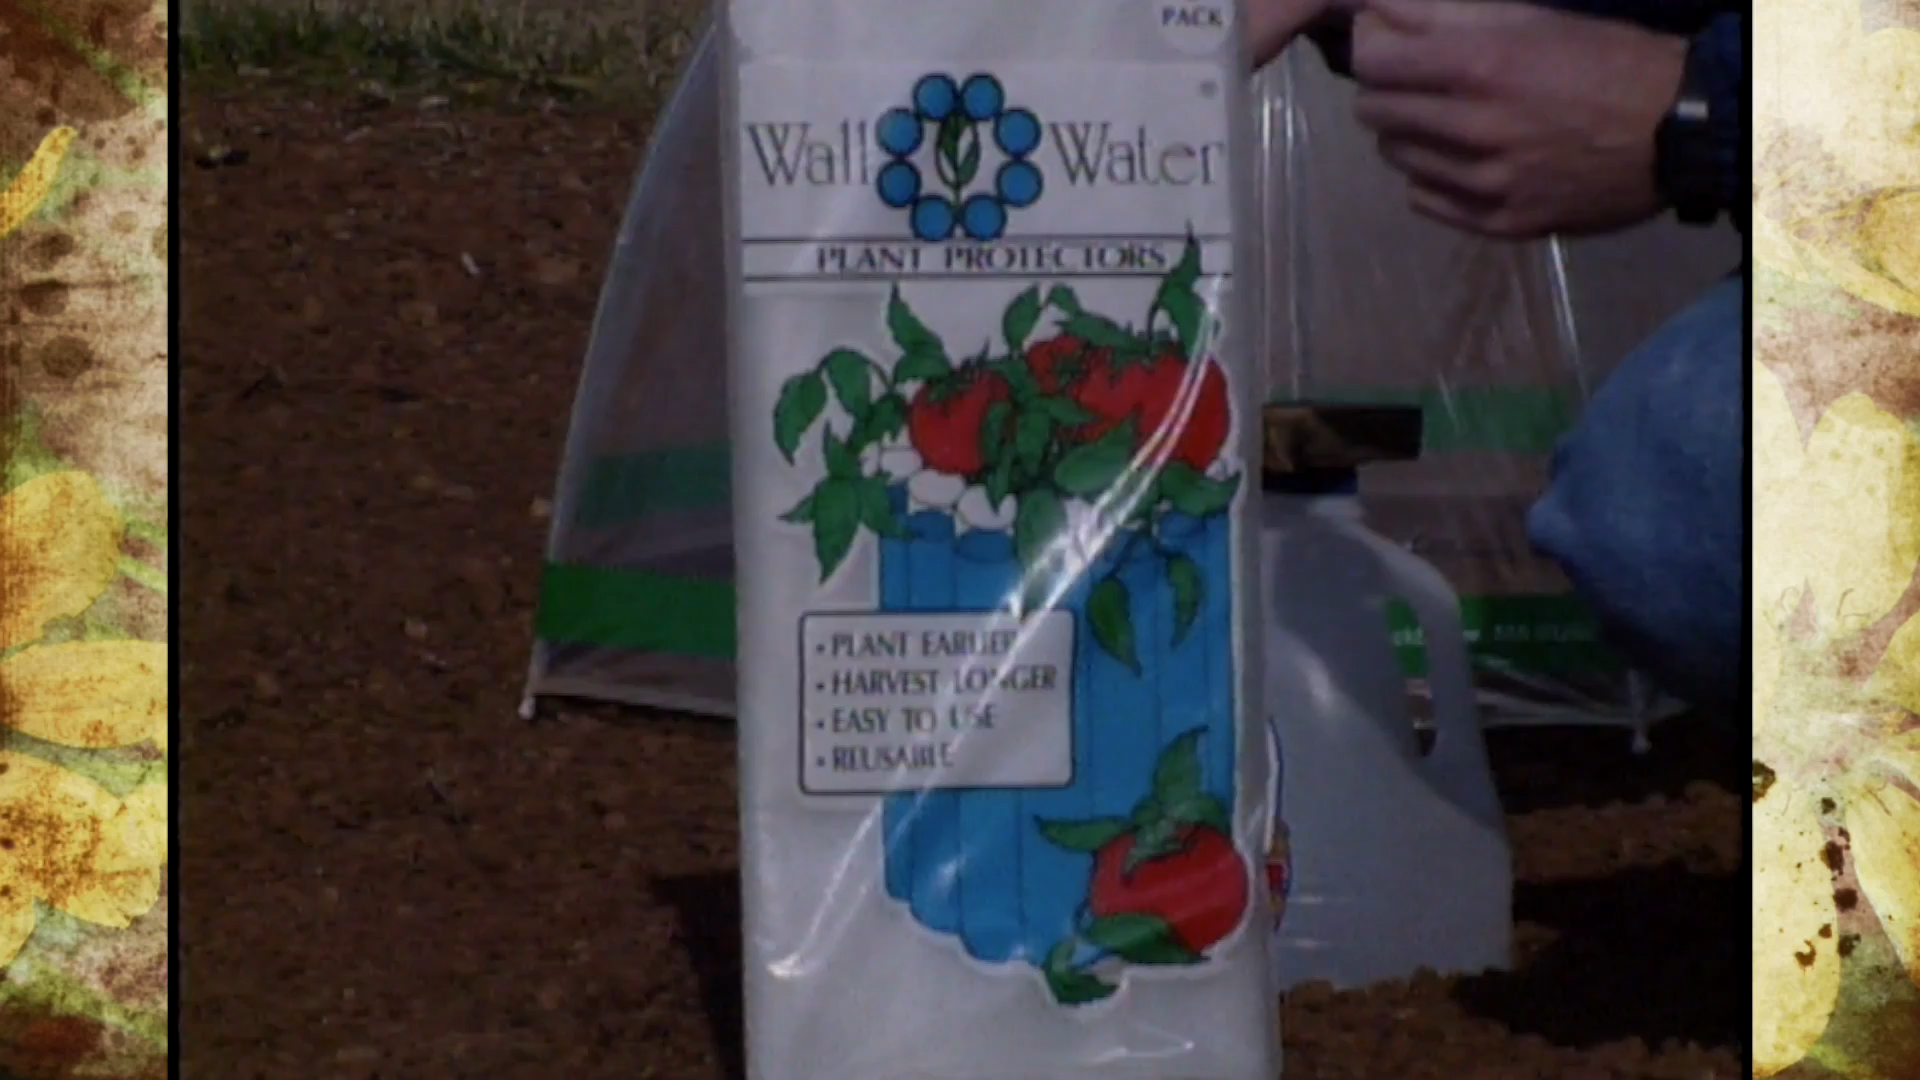 PACK
Wall Water
®
PLANT PROTECTORS
• PLANT EARLIER
• HARVEST LONGER
• EASY TO USE
• REUSABLE